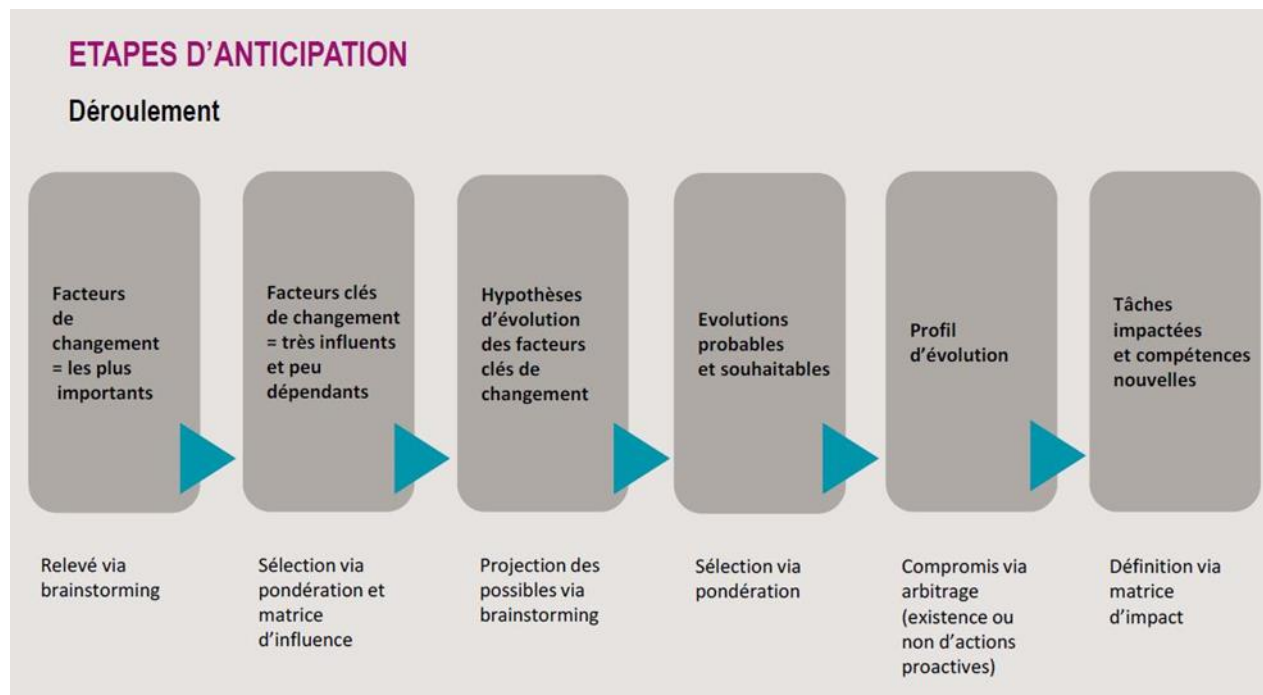 ETAPES D’ANTICIPATION
Déroulement
Facteurs
de
changement
= les plus
importants
Facteurs clés
de changement
= très influents
et peu
dépendants
Hypothèses
d’évolution
des facteurs
clés de
changement
Evolutions
probables
et souhaitables
Profil
d’évolution
Tâches
impactées
et compétences
nouvelles
Relevé via
brainstorming
Sélection via
pondération et
matrice
d’influence
Projection des
possibles via
brainstorming
Sélection via
pondération
Compromis via
arbitrage
(existence ou
non d’actions
proactives)
Définition via
matrice
d’impact